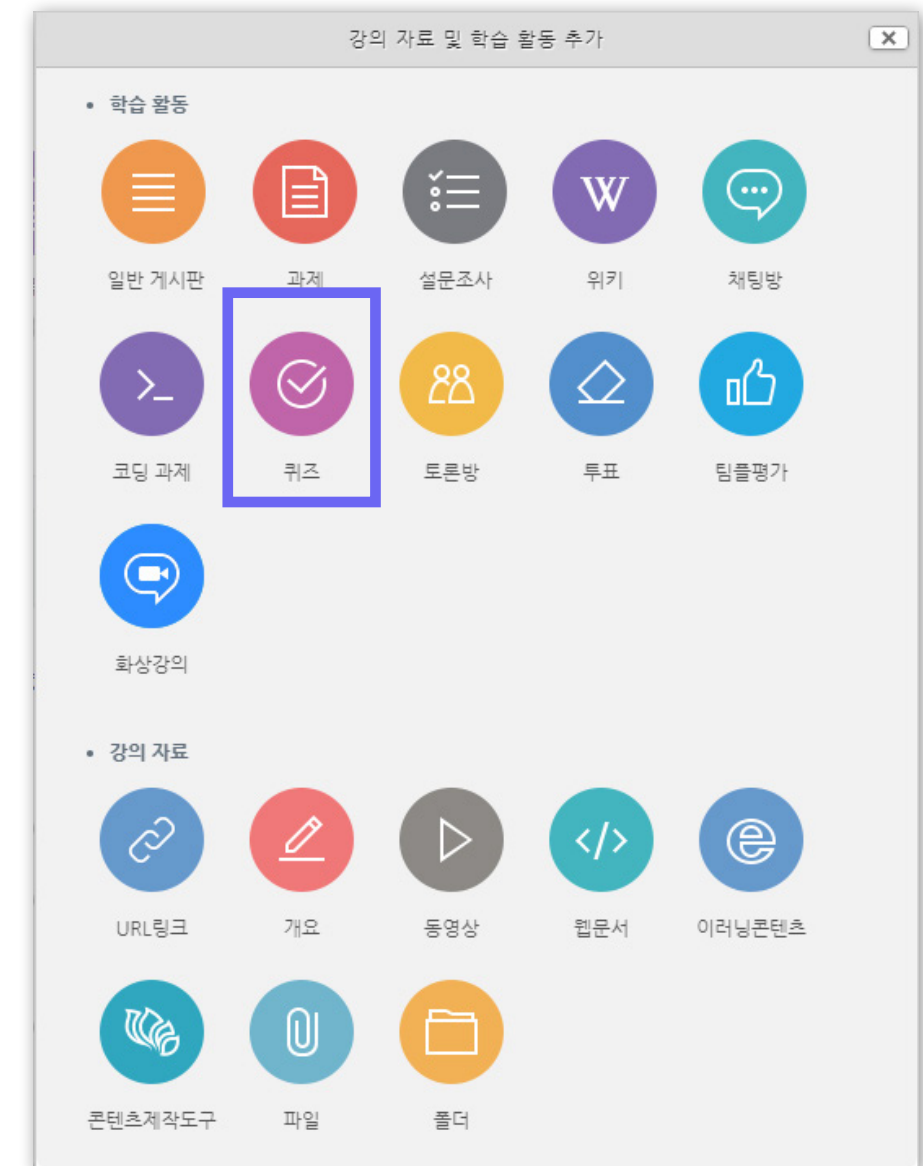 강의 자료 및 학습 활동 추가
• 학습 활동
일반 게시판 과제 설문조사 위키 채팅방
코딩 과제 퀴즈 토론방 투표 팀플평가
화상강의
• 강의 자료
URL링크 개요 동영상 웹문서 이러닝콘텐츠
콘텐츠제작도구 파일 폴더